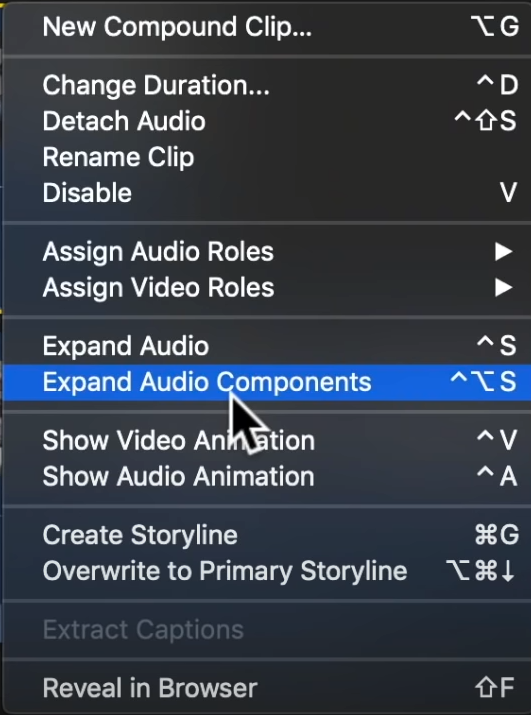 New Compound Clip... ⌥G
Change Duration... ^D
Detach Audio ^⇧S
Rename Clip
Disable V
Assign Audio Roles ▶
Assign Video Roles ▶
Expand Audio ^S
Expand Audio Components ^⌥S
Show Video Animation ^V
Show Audio Animation ^A
Create Storyline ⌘G
Overwrite to Primary Storyline ⌥⌘↓
Extract Captions
Reveal in Browser ⇧F